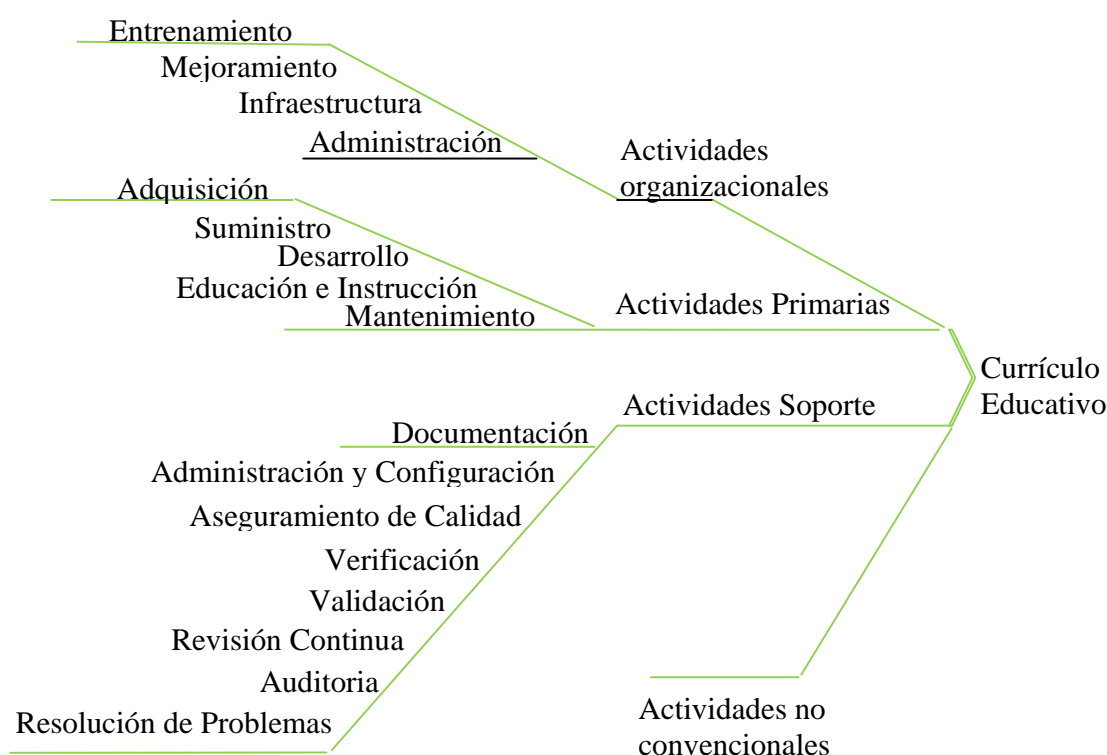 Entrenamiento
Mejoramiento
Infraestructura
Administración
Actividades
organizacionales
Adquisición
Suministro
Desarrollo
Educación e Instrucción
Mantenimiento
Actividades Primarias
Currículo
Educativo
Actividades Soporte
Documentación
Administración y Configuración
Aseguramiento de Calidad
Verificación
Validación
Revisión Continua
Auditoria
Resolución de Problemas
Actividades no
convencionales